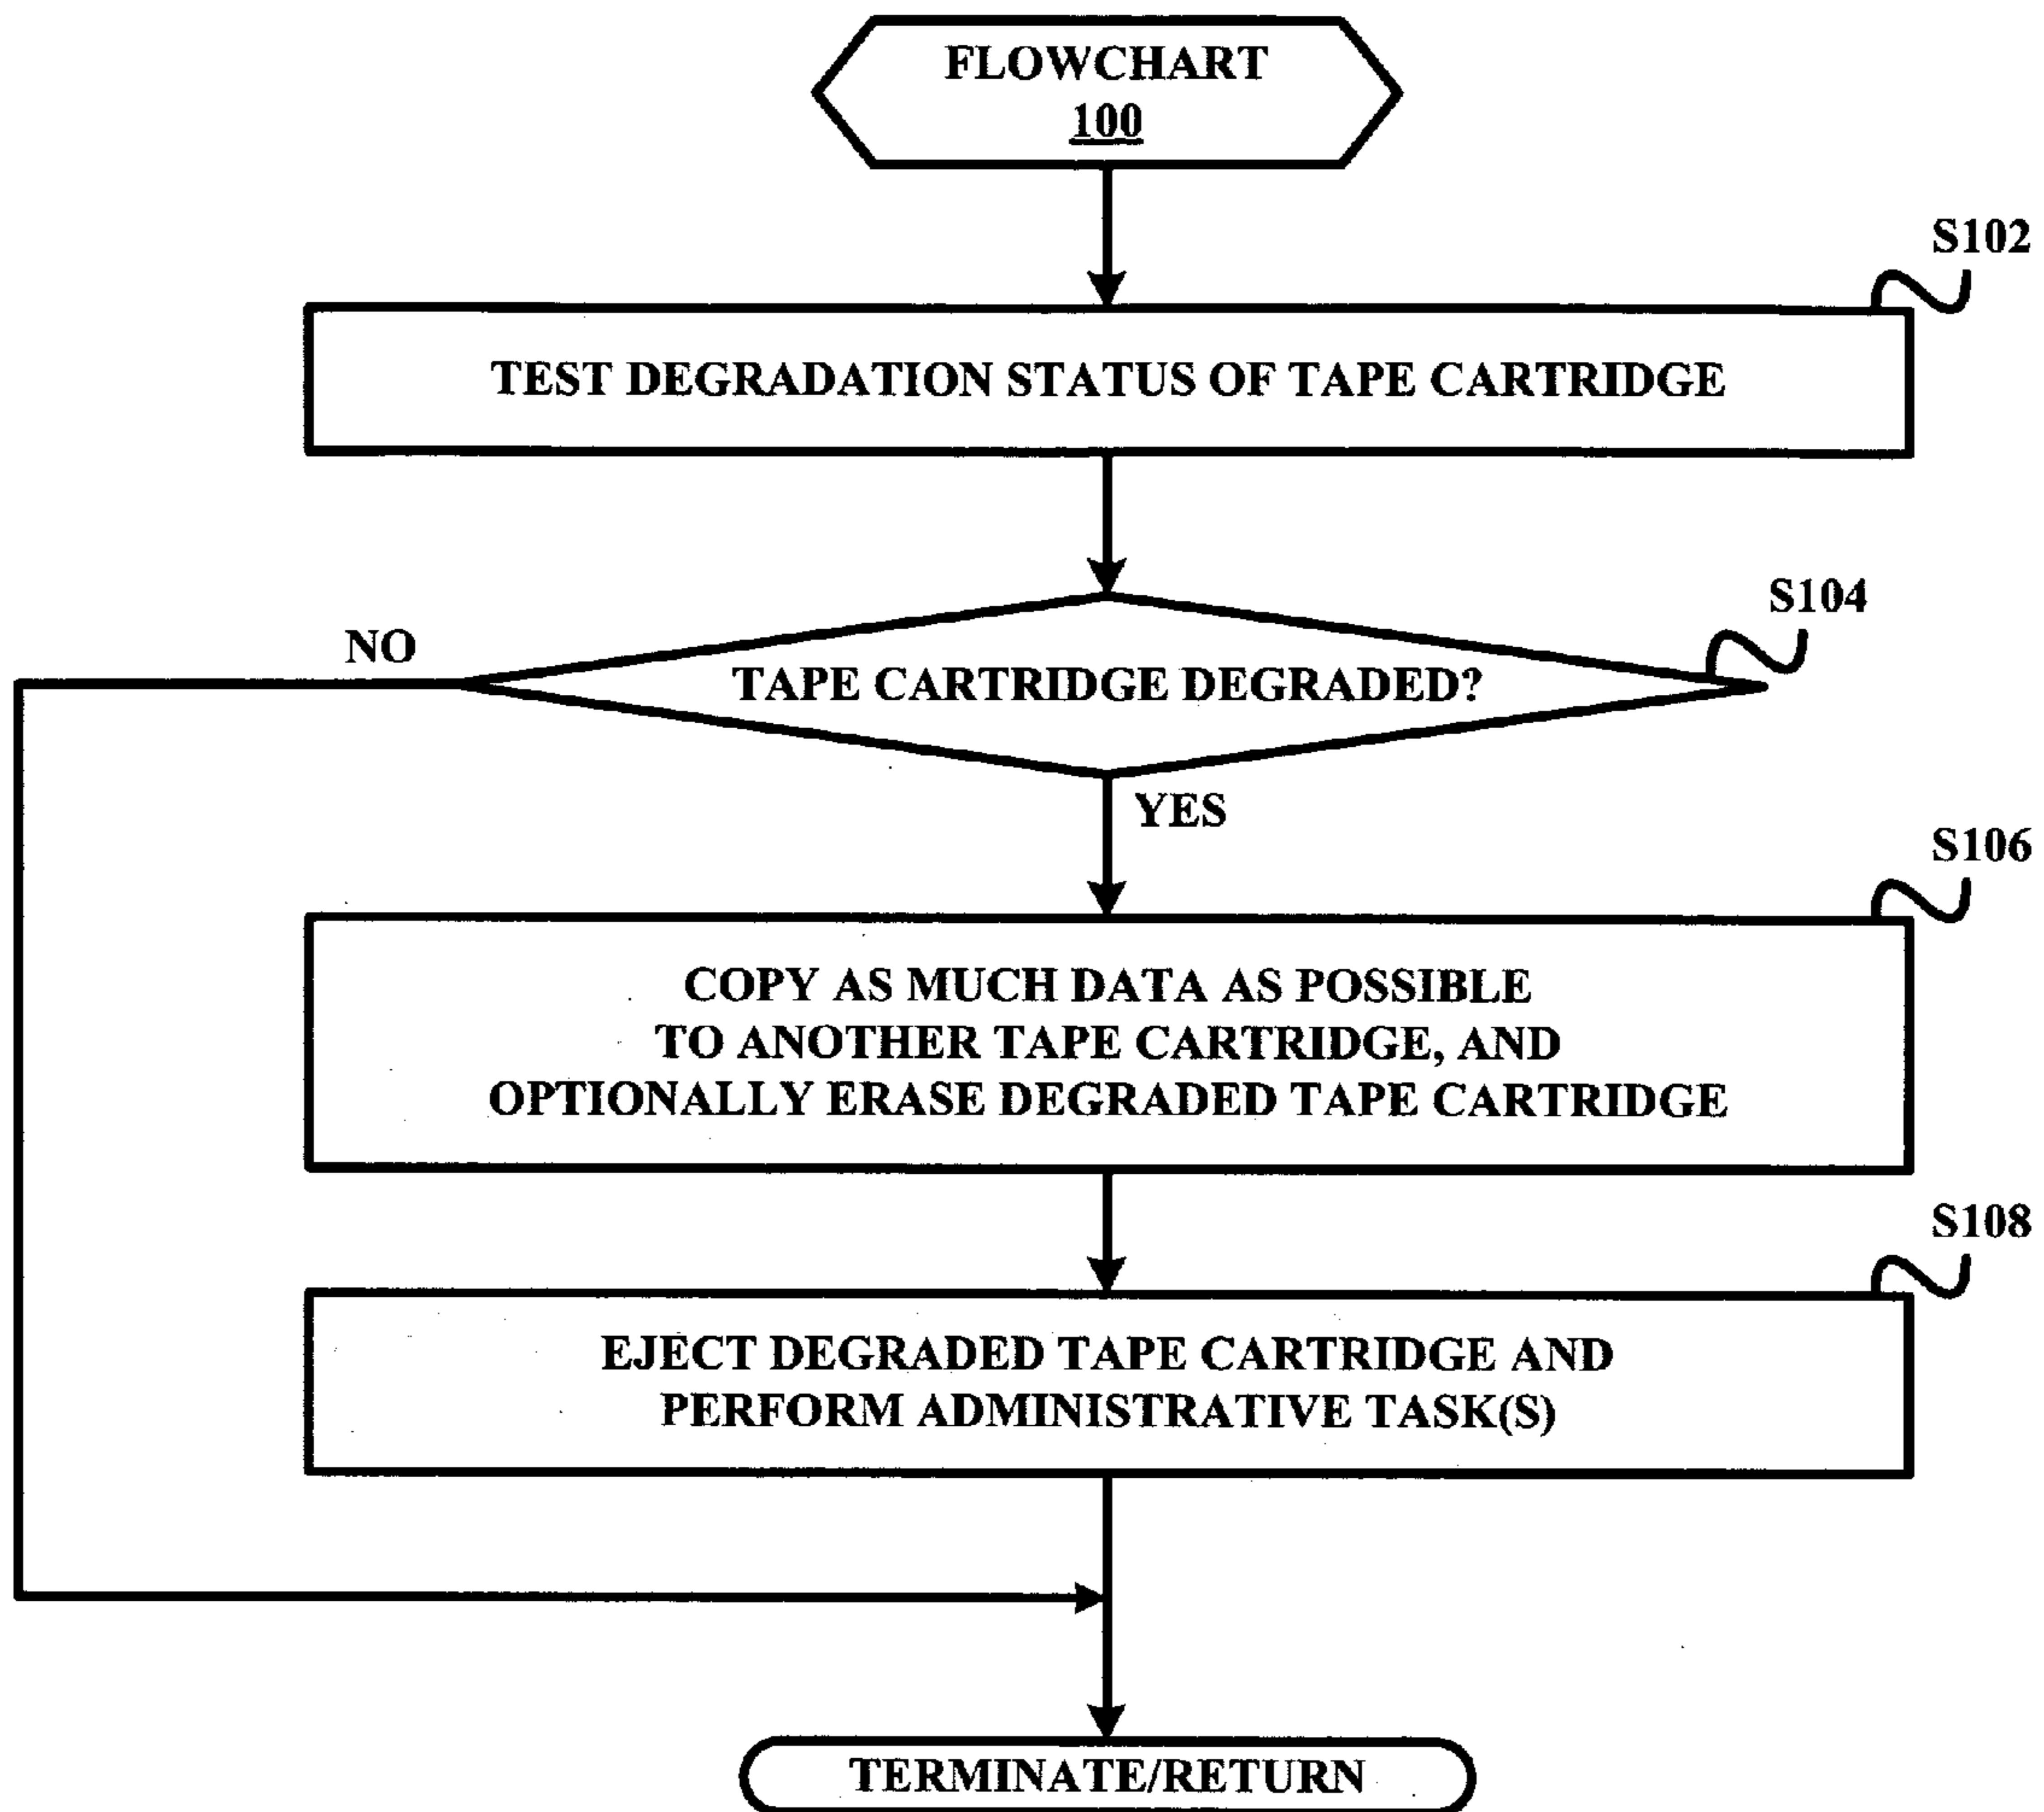 FLOWCHART
100
S102
TEST DEGRADATION STATUS OF TAPE CARTRIDGE
S104
NO
TAPE CARTRIDGE DEGRADED?
YES
S106
COPY AS MUCH DATA AS POSSIBLE
TO ANOTHER TAPE CARTRIDGE, AND
OPTIONALLY ERASE DEGRADED TAPE CARTRIDGE
S108
EJECT DEGRADED TAPE CARTRIDGE AND
PERFORM ADMINISTRATIVE TASK(S)
TERMINATE/RETURN